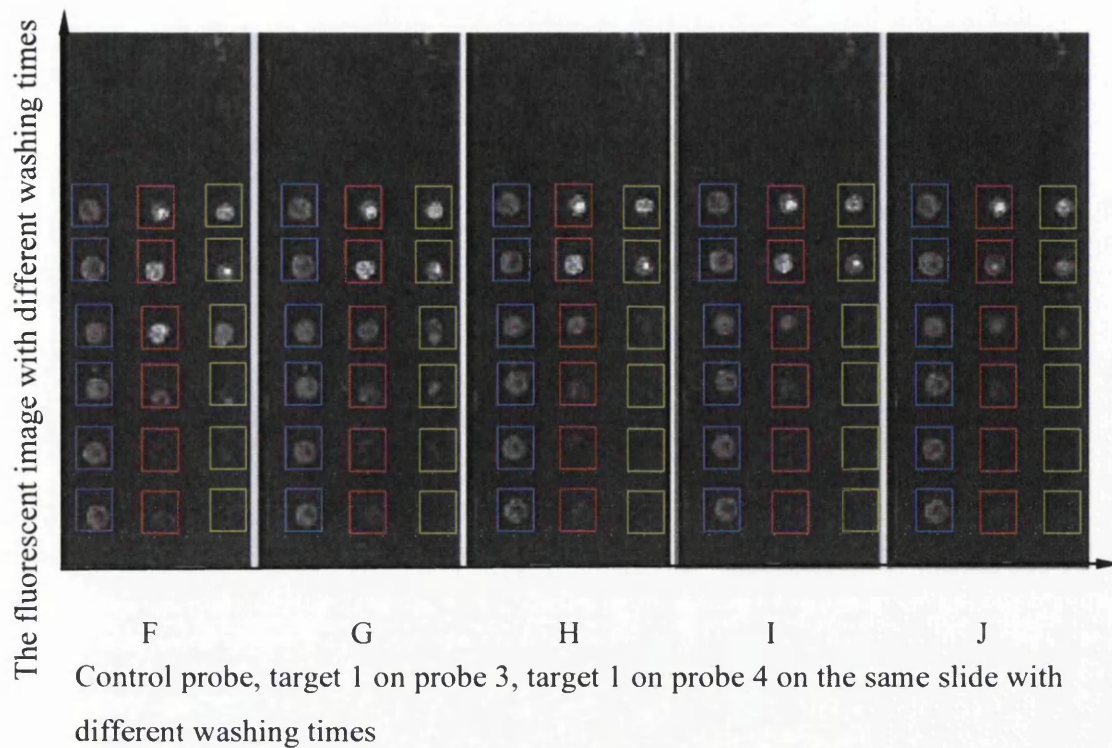 The fluorescent image with different washing times
F G H I J
Control probe, target 1 on probe 3, target 1 on probe 4 on the same slide with
different washing times